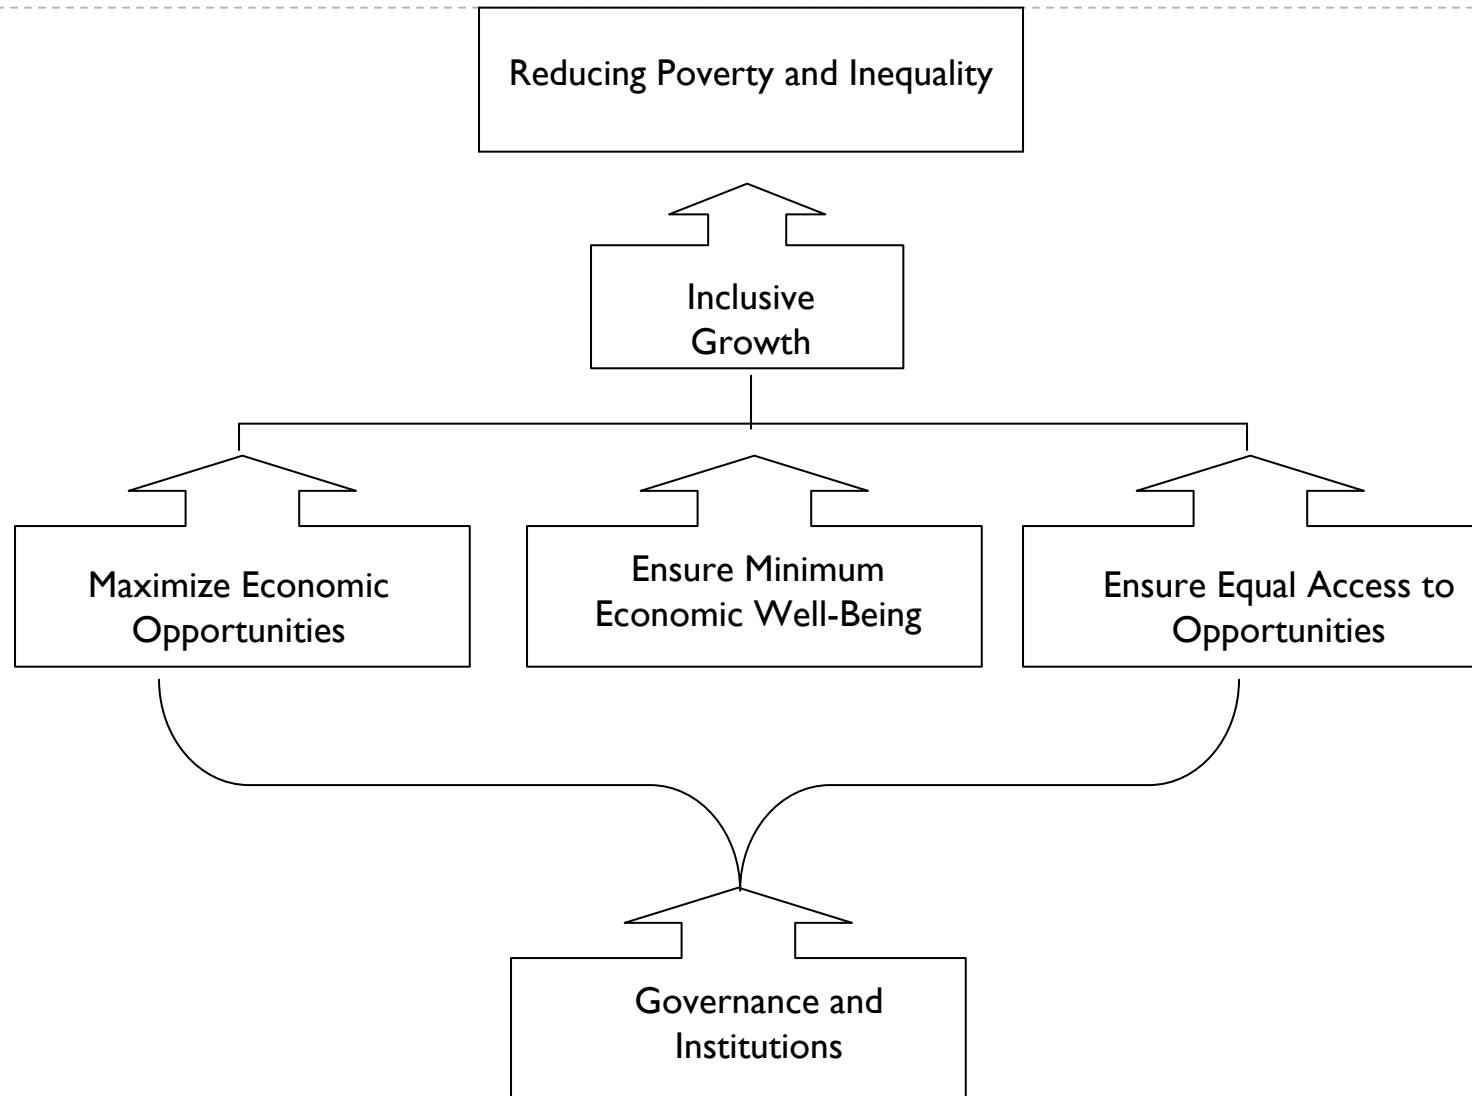 Reducing Poverty and Inequality
Inclusive
Growth
Maximize Economic
Opportunities
Ensure Minimum
Economic Well-Being
Ensure Equal Access to
Opportunities
Governance and
Institutions